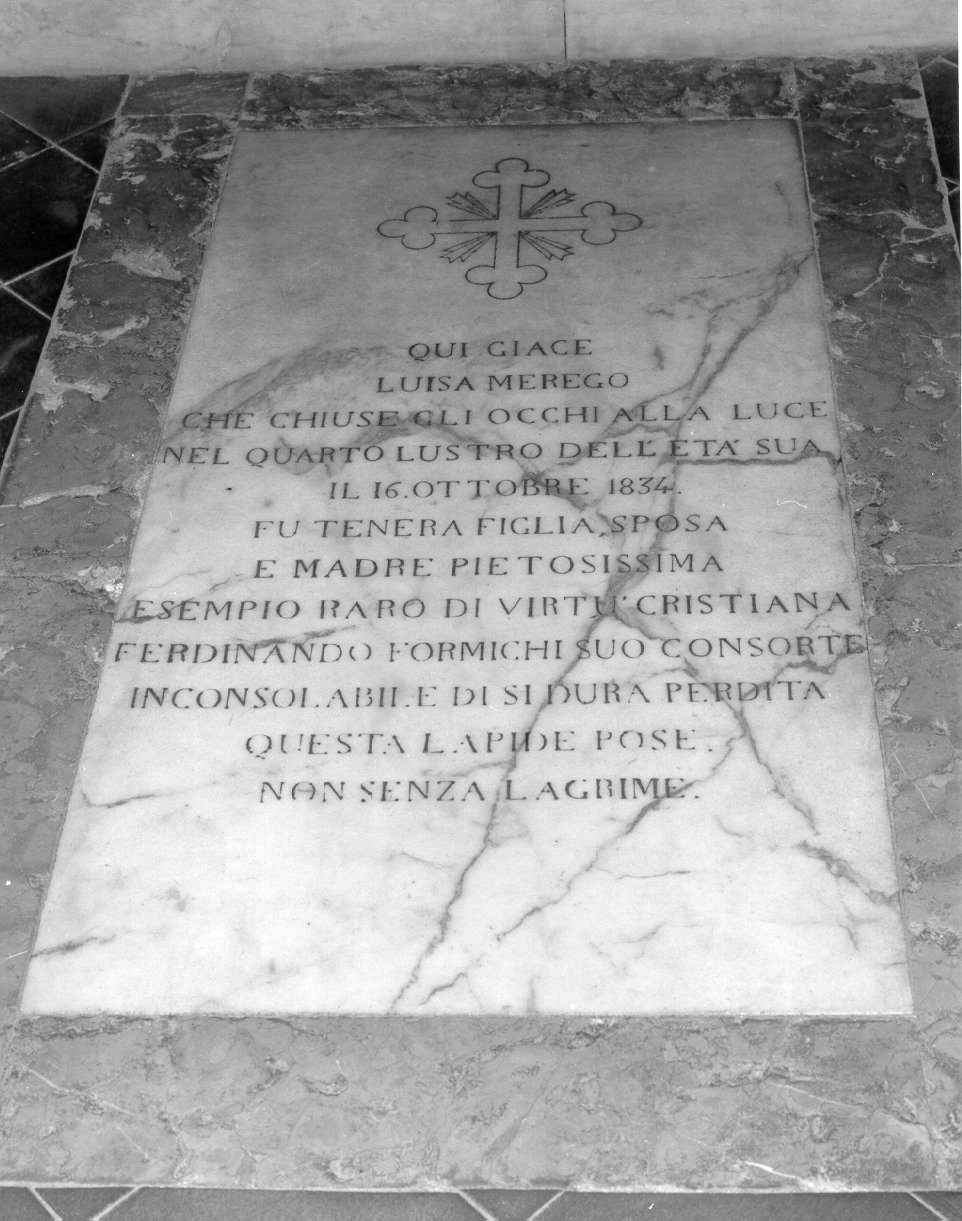 QUI GIACE
LUISA MEREGO
CHE CHIUSE GLI OCCHI ALLA LUCE
NEL QUARTO LUSTRO DELL'ETA' SUA
IL 16. OTTOBRE 1834.
FU TENERA FIGLIA, SPOSA
E MADRE PIETOSISSIMA
ESEMPIO RARO DI VIRTU' CRISTIANA
FERDINANDO FORMICHI SUO CONSORTE
INCONSOLABILE DI SI DURA PERDITA
QUESTA LAPIDE POSE.
NON SENZA LAGRIME.